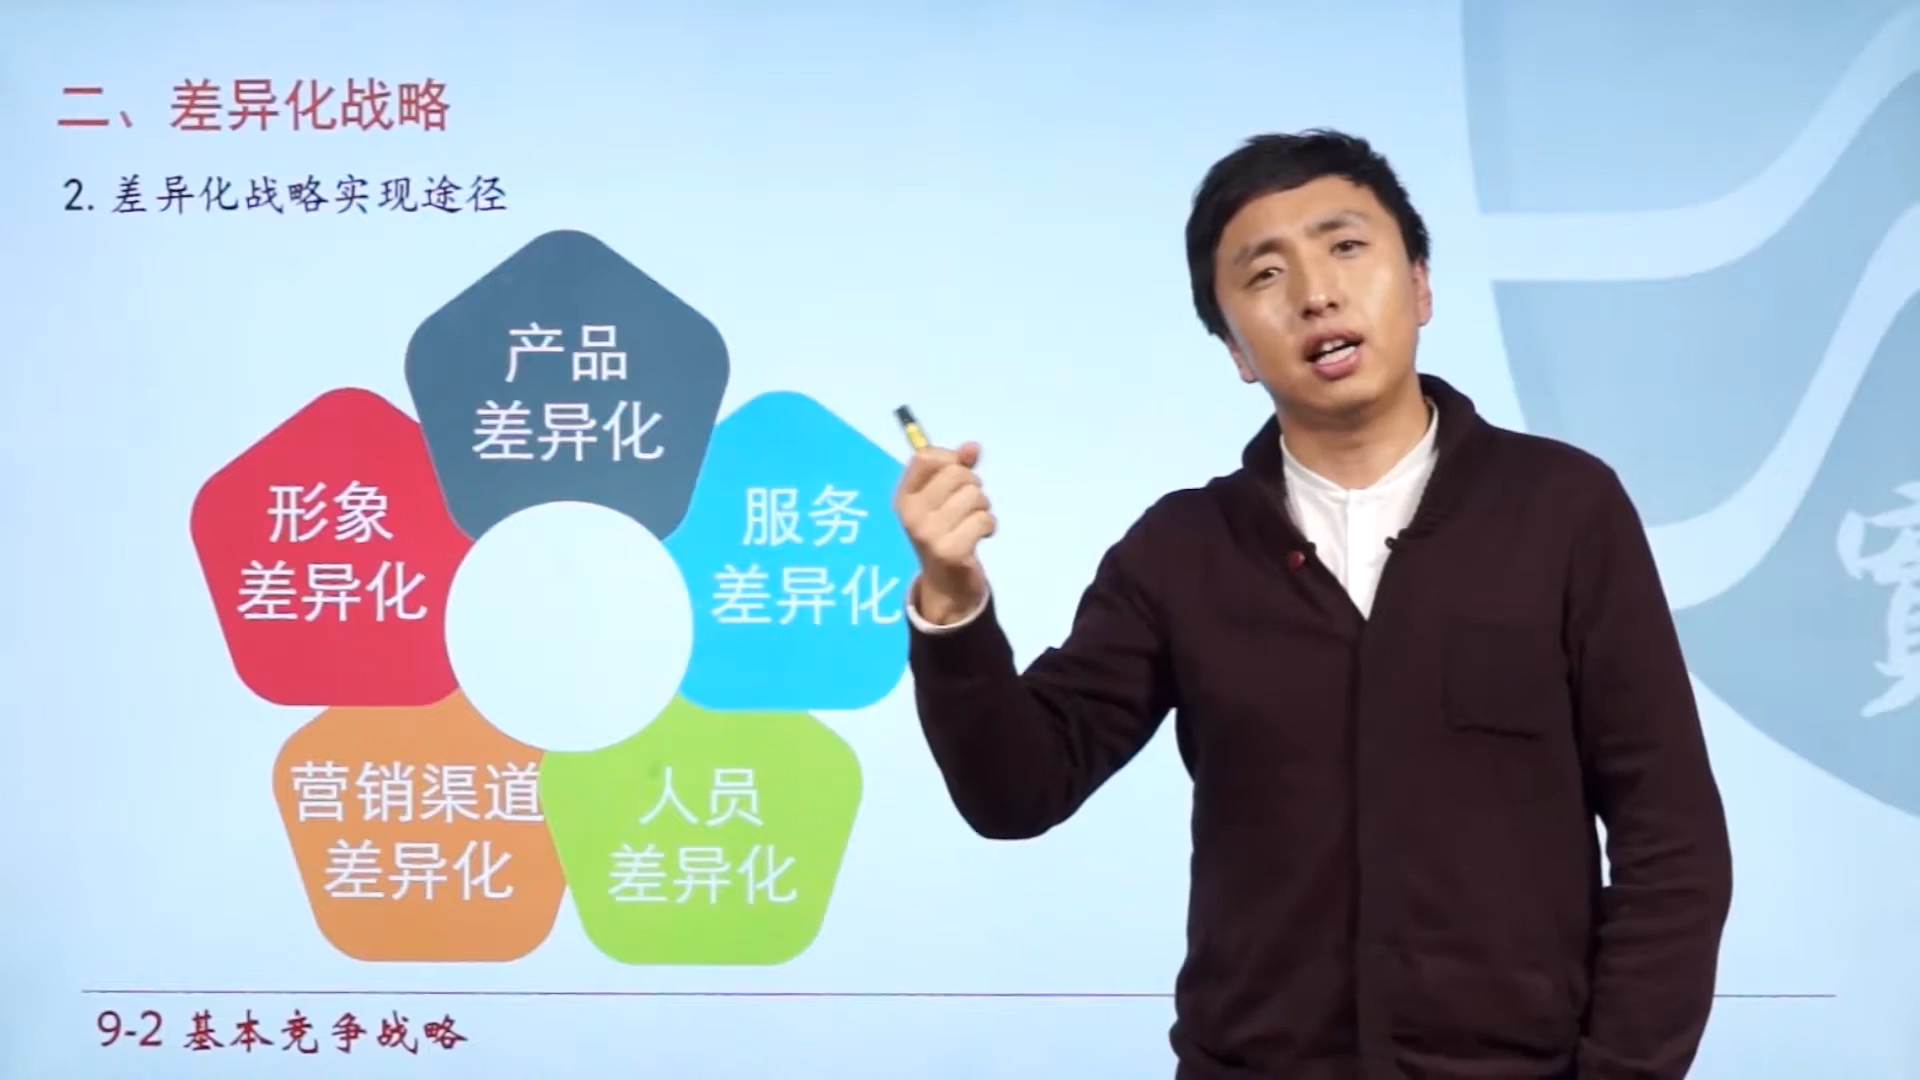 二、差异化战略
2. 差异化战略实现途径
产品
差异化
形象
差异化
服务
差异化
营销渠道
差异化
人员
差异化
9-2 基本竞争战略